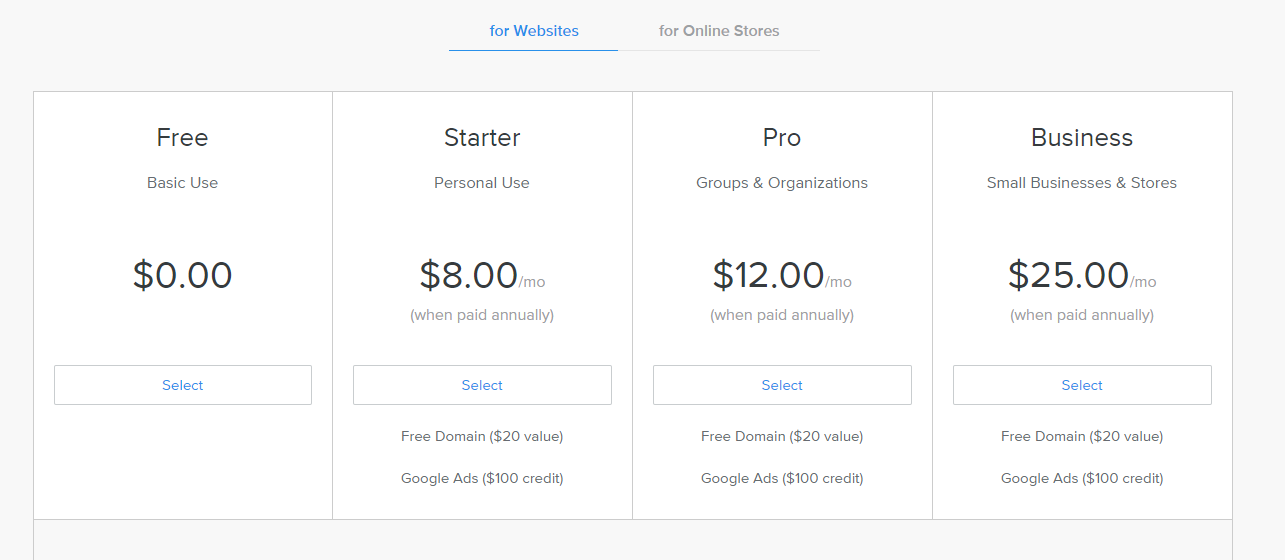 for Websites
for Online Stores
Free
Basic Use
$0.00
Select
Starter
Personal Use
$8.00/mo
(when paid annually)
Select
Free Domain ($20 value)
Google Ads ($100 credit)
Pro
Groups & Organizations
$12.00/mo
(when paid annually)
Select
Free Domain ($20 value)
Google Ads ($100 credit)
Business
Small Businesses & Stores
$25.00/mo
(when paid annually)
Select
Free Domain ($20 value)
Google Ads ($100 credit)